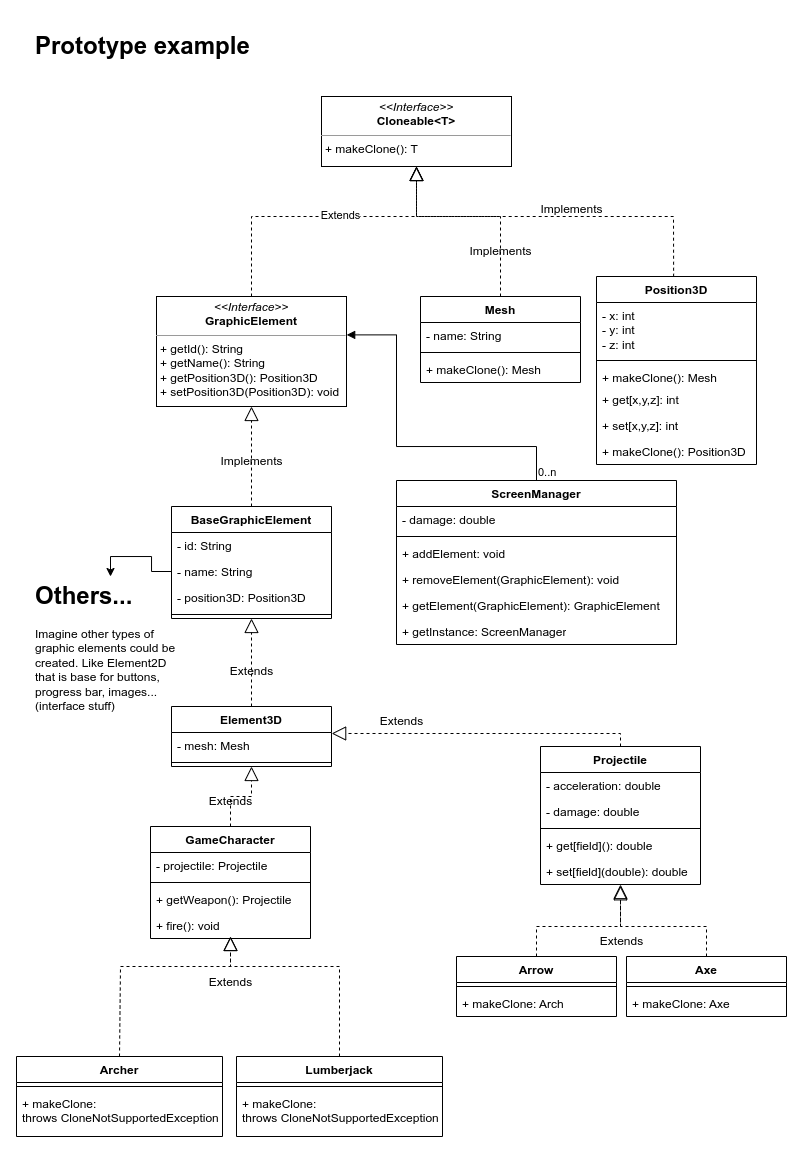 Prototype example
<<Interface>>
Cloneable<T>
+ makeClone(): T
Extends
Implements
Implements
<<Interface>>
GraphicElement
+ getId(): String
+ getName(): String
+ getPosition3D(): Position3D
+ setPosition3D(Position3D): void
Mesh
- name: String
+ makeClone(): Mesh
Position3D
- x: int
- y: int
- z: int
+ makeClone(): Mesh
+ get[x,y,z]: int
+ set[x,y,z]: int
+ makeClone(): Position3D
Implements
0..n
ScreenManager
- damage: double
+ addElement: void
+ removeElement(GraphicElement): void
+ getElement(GraphicElement): GraphicElement
+ getInstance: ScreenManager
BaseGraphicElement
- id: String
- name: String
- position3D: Position3D
Others...
Imagine other types of
graphic elements could be
created. Like Element2D
that is base for buttons,
progress bar, images...
(interface stuff)
Extends
Element3D
- mesh: Mesh
Extends
Projectile
- acceleration: double
- damage: double
+ get[field](): double
+ set[field](double): double
Extends
GameCharacter
- projectile: Projectile
+ getWeapon(): Projectile
+ fire(): void
Extends
Arrow
+ makeClone: Arch
Axe
+ makeClone: Axe
Extends
Archer
+ makeClone:
throws CloneNotSupportedException
Lumberjack
+ makeClone:
throws CloneNotSupportedException